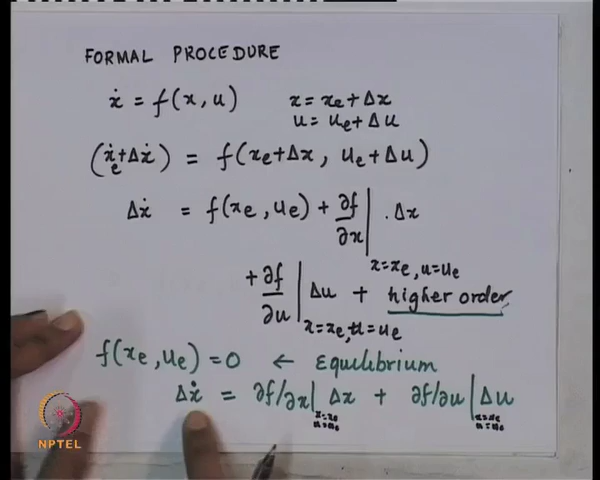 FORMAL PROCEDURE
ẋ = f(x, u)   x = xe + Δx
u = ue + Δu
(ẋe + Δẋ) = f(xe + Δx, ue + Δu)
Δẋ = f(xe, ue) + ∂f/∂x | . Δx
x=xe, u=ue
+ ∂f/∂u | Δu + higher order
x=xe, u=ue
f(xe, ue) = 0 ← Equilibrium
Δẋ = ∂f/∂x | Δx + ∂f/∂u | Δu
NPTEL